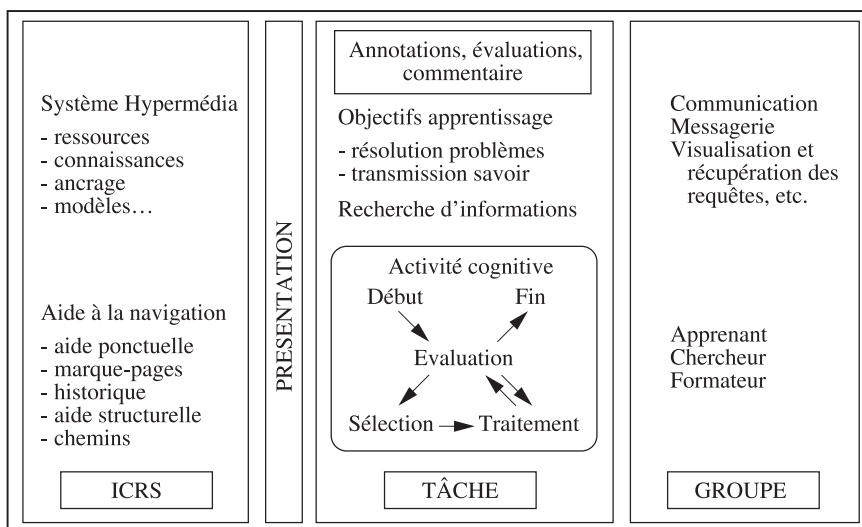 Système Hypermédia
- ressources
- connaissances
- ancrage
- modèles…
Aide à la navigation
- aide ponctuelle
- marque-pages
- historique
- aide structurelle
- chemins
ICRS
PRESENTATION
Annotations, évaluations,
commentaire
Objectifs apprentissage
- résolution problèmes
- transmission savoir
Recherche d’informations
Activité cognitive
Début
Fin
Evaluation
Sélection
Traitement
TÂCHE
Communication
Messagerie
Visualisation et
récupération des
requêtes, etc.
Apprenant
Chercheur
Formateur
GROUPE